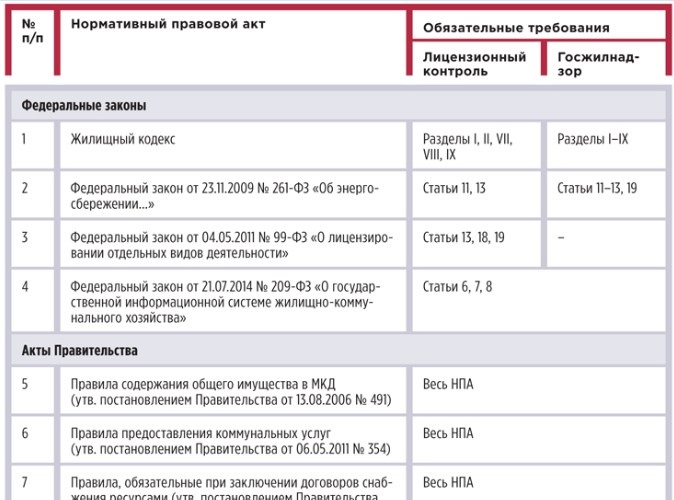 № п/п
Нормативный правовой акт
Обязательные требования
Лицензионный
контроль
Госжилнад-
зор
Федеральные законы
1
Жилищный кодекс
Разделы I, II, VII,
VIII, IX
Разделы I–IX
2
Федеральный закон от 23.11.2009 № 261-ФЗ «Об энерго-
сбережении...»
Статьи 11, 13
Статьи 11–13, 19
3
Федеральный закон от 04.05.2011 № 99-ФЗ «О лицензиро-
вании отдельных видов деятельности»
Статьи 13, 18, 19
–
4
Федеральный закон от 21.07.2014 № 209-ФЗ «О государ-
ственной информационной системе жилищно-комму-
нального хозяйства»
Статьи 6, 7, 8
Акты Правительства
5
Правила содержания общего имущества в МКД
(утв. постановлением Правительства от 13.08.2006 № 491)
Весь НПА
6
Правила предоставления коммунальных услуг
(утв. постановлением Правительства от 06.05.2011 № 354)
Весь НПА
7
Правила, обязательные при заключении договоров снаб-
жения ресурсами (утв. постановлением Правительства
Весь НПА